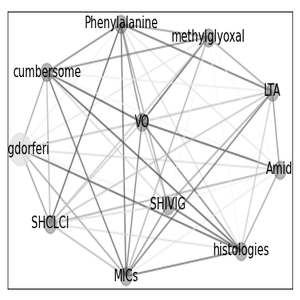 Phenylalanine
methylglyoxal
cumbersome
LTA
VO
gdorferi
Amid
SHIVIG
SHCLCI
histologies
MICs